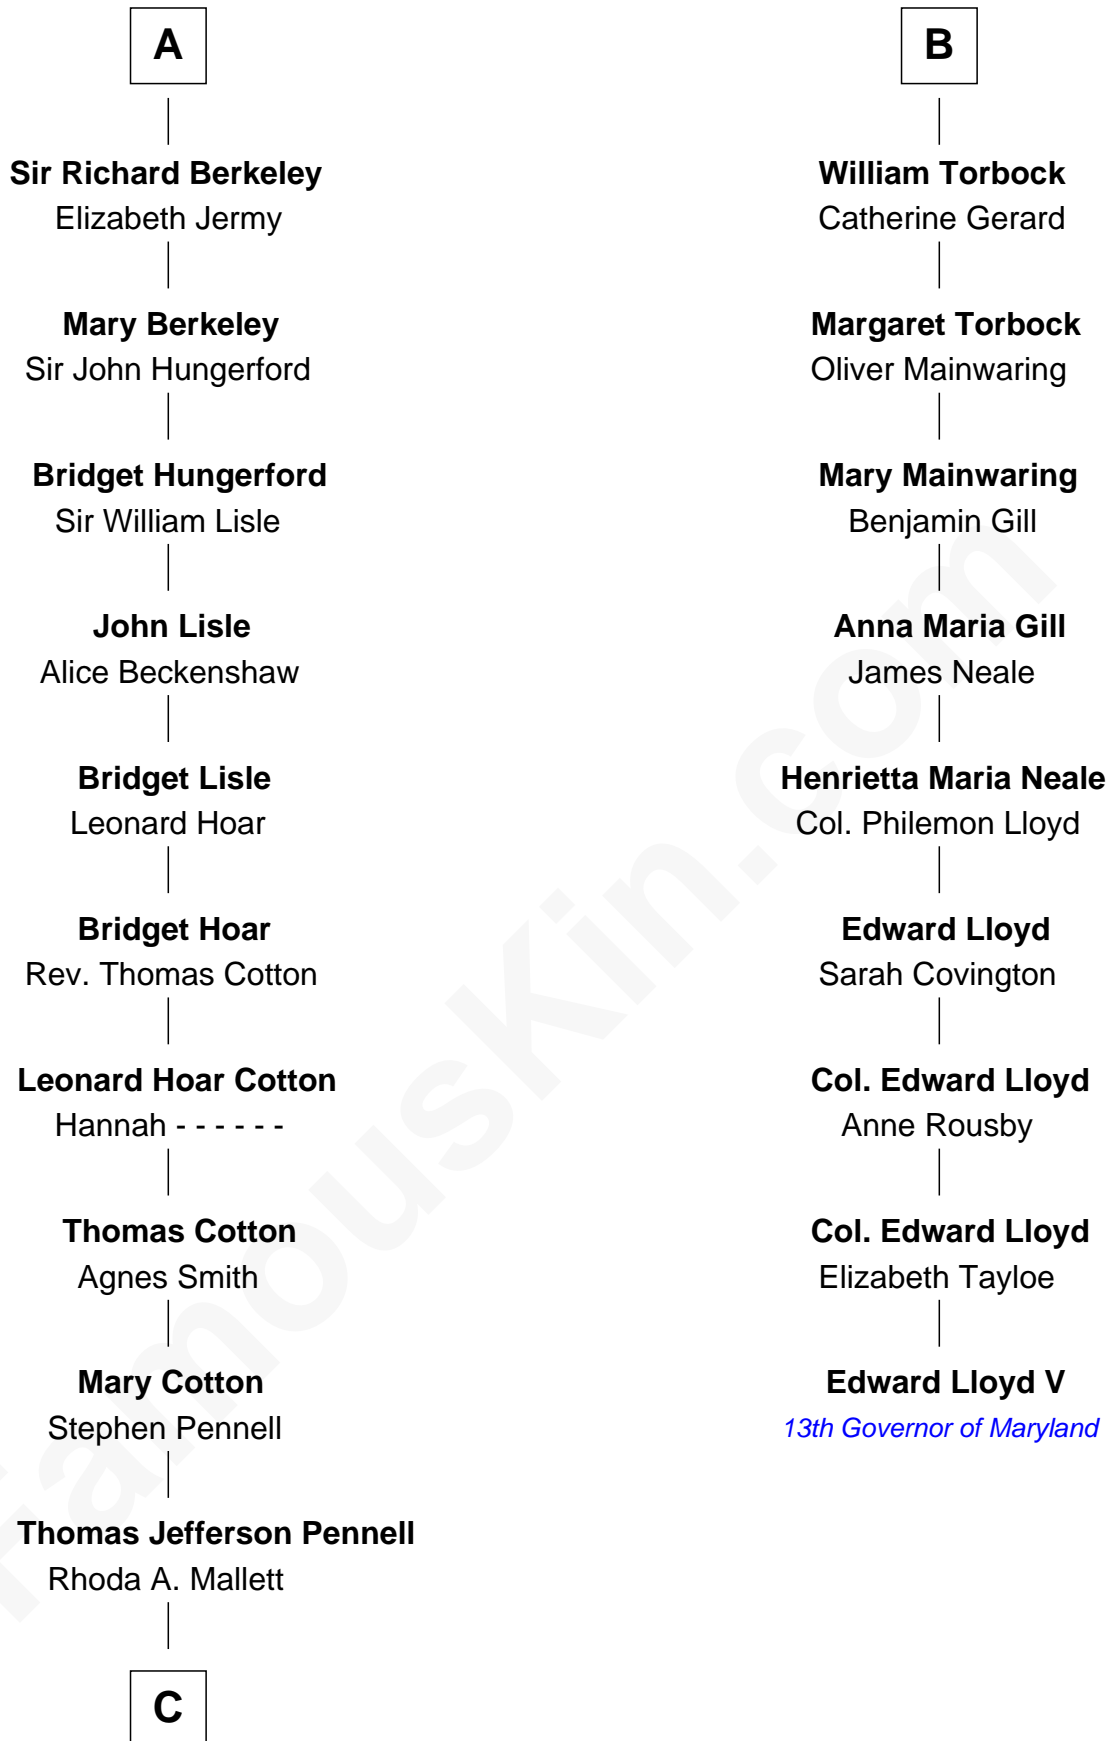 A
Sir Richard Berkeley
Elizabeth Jermy
Mary Berkeley
Sir John Hungerford
Bridget Hungerford
Sir William Lisle
John Lisle
Alice Beckenshaw
Bridget Lisle
Leonard Hoar
Bridget Hoar
Rev. Thomas Cotton
Leonard Hoar Cotton
Hannah - - - - - -
Thomas Cotton
Agnes Smith
Mary Cotton
Stephen Pennell
Thomas Jefferson Pennell
Rhoda A. Mallett
C
B
William Torbock
Catherine Gerard
Margaret Torbock
Oliver Mainwaring
Mary Mainwaring
Benjamin Gill
Anna Maria Gill
James Neale
Henrietta Maria Neale
Col. Philemon Lloyd
Edward Lloyd
Sarah Covington
Col. Edward Lloyd
Anne Rousby
Col. Edward Lloyd
Elizabeth Tayloe
Edward Lloyd V
13th Governor of Maryland
FamousKin.com